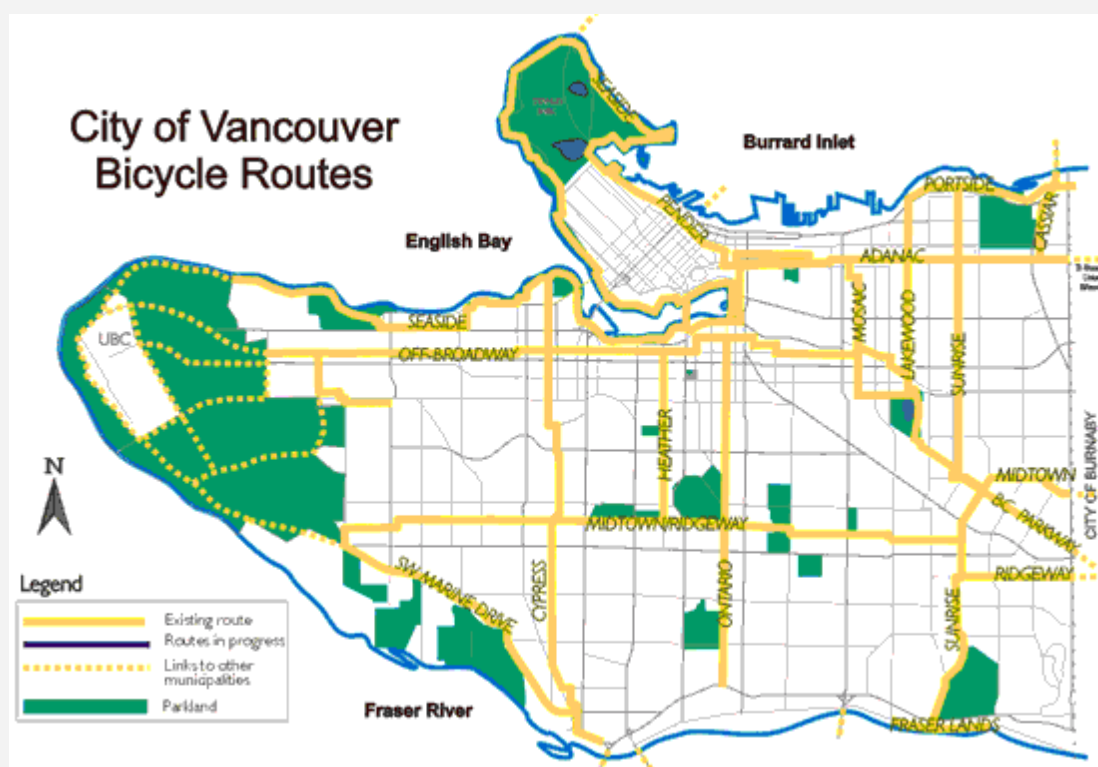 City of Vancouver
Bicycle Routes
SEASIDE
Burrard Inlet
PORTSIDE
PENDER
CASSIAR
English Bay
ADANAC
SEASIDE
MOSAIC
LAKEWOOD
SUNRISE
UBC
OFF-BROADWAY
HEATHER
CITY OF BURNABY
MIDTOWN
N
BC PARKWAY
MIDTOWN/RIDGEWAY
SW MARINE DRIVE
CYPRESS
ONTARIO
RIDGEWAY
SUNRISE
Legend
Existing route
Routes in progress
Links to other
municipalities
Parkland
Fraser River
FRASER LANDS